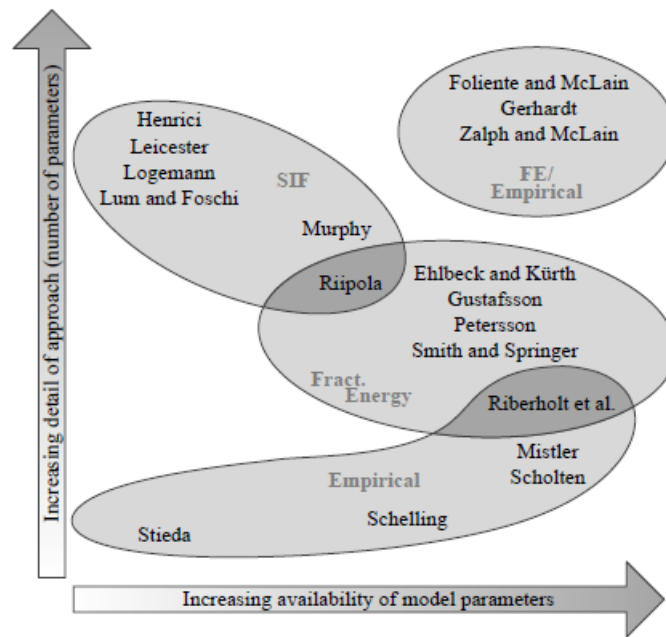 Increasing detail of approach (number of parameters)
Henrici
Leicester
Logemann
Lum and Foschi
SIF
Murphy
Riipola
Foliente and McLain
Gerhardt
Zalph and McLain
FE/
Empirical
Ehlbeck and Kürth
Gustafsson
Petersson
Smith and Springer
Fract.
Energy
Riberholt et al.
Mistler
Scholten
Empirical
Schelling
Stieda
Increasing availability of model parameters